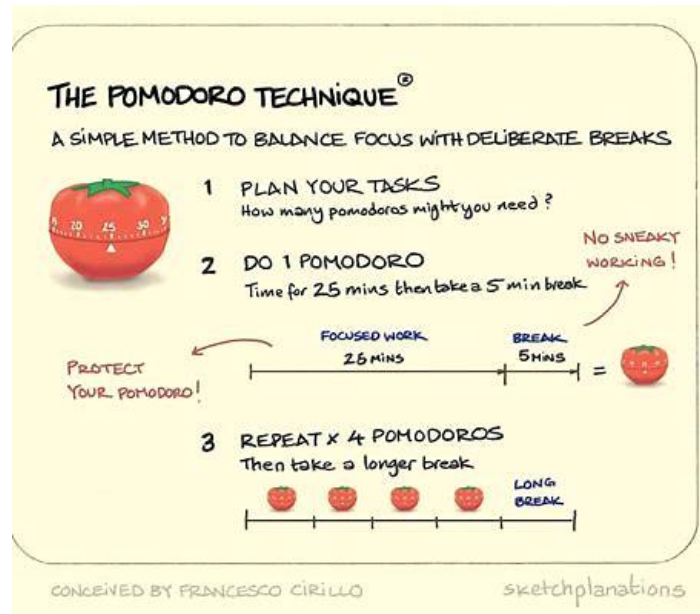 THE POMODORO TECHNIQUE®
A SIMPLE METHOD TO BALANCE FOCUS WITH DELIBERATE BREAKS
15 20 25 30
1 PLAN YOUR TASKS
How many pomodoros might you need?
2 DO 1 POMODORO
Time for 25 mins then take a 5 min break
NO SNEAKY
WORKING!
FOCUSED WORK
25 MINS
BREAK
5 MINS
=
PROTECT
YOUR POMODORO!
3 REPEAT x 4 POMODOROS
Then take a longer break
LONG
BREAK
CONCEIVED BY FRANCESCO CIRILLO
sketchplanations